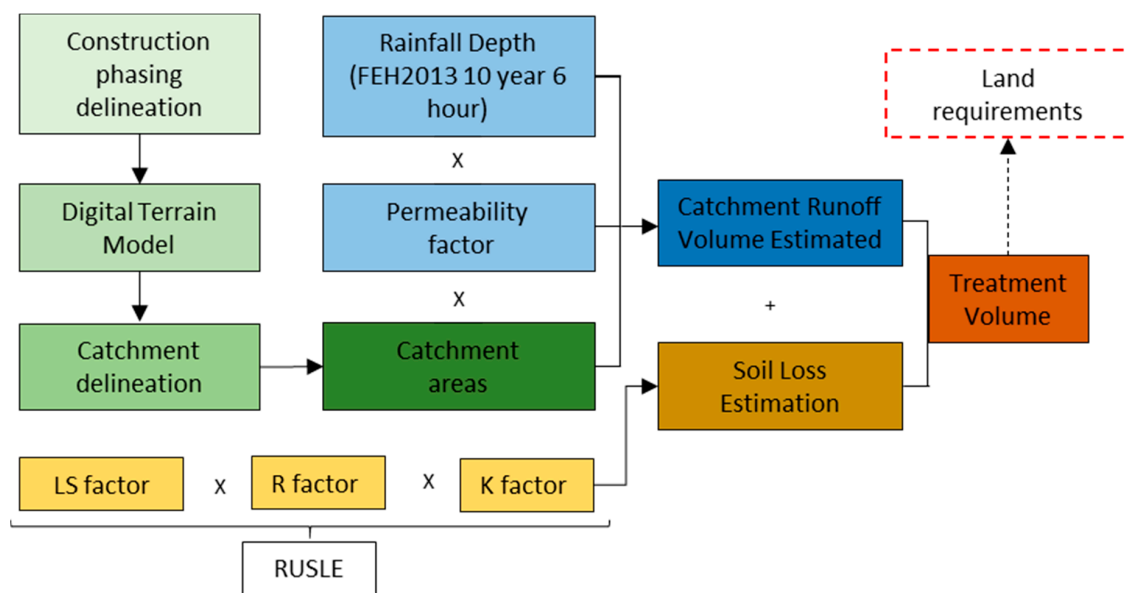 Construction
phasing
delineation
Rainfall Depth
(FEH2013 10 year 6
hour)
Land
requirements
X
Digital Terrain
Model
Permeability
factor
Catchment Runoff
Volume Estimated
X
+
Treatment
Volume
Catchment
delineation
Catchment
areas
Soil Loss
Estimation
LS factor
X
R factor
X
K factor
RUSLE